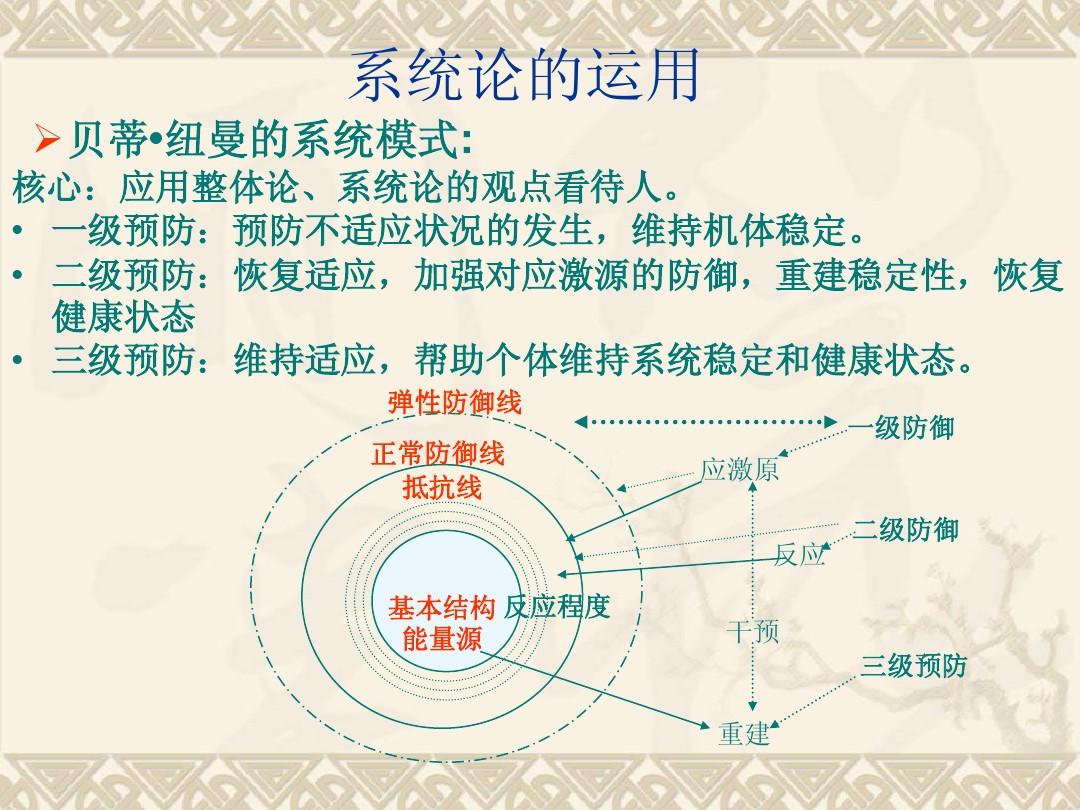 系统论的运用
贝蒂•纽曼的系统模式:
核心：应用整体论、系统论的观点看待人。
• 一级预防：预防不适应状况的发生，维持机体稳定。
• 二级预防：恢复适应，加强对应激源的防御，重建稳定性，恢复
健康状态
• 三级预防：维持适应，帮助个体维持系统稳定和健康状态。
弹性防御线
一级防御
正常防御线
应激原
抵抗线
二级防御
反应
基本结构
能量源
反应程度
干预
三级预防
重建